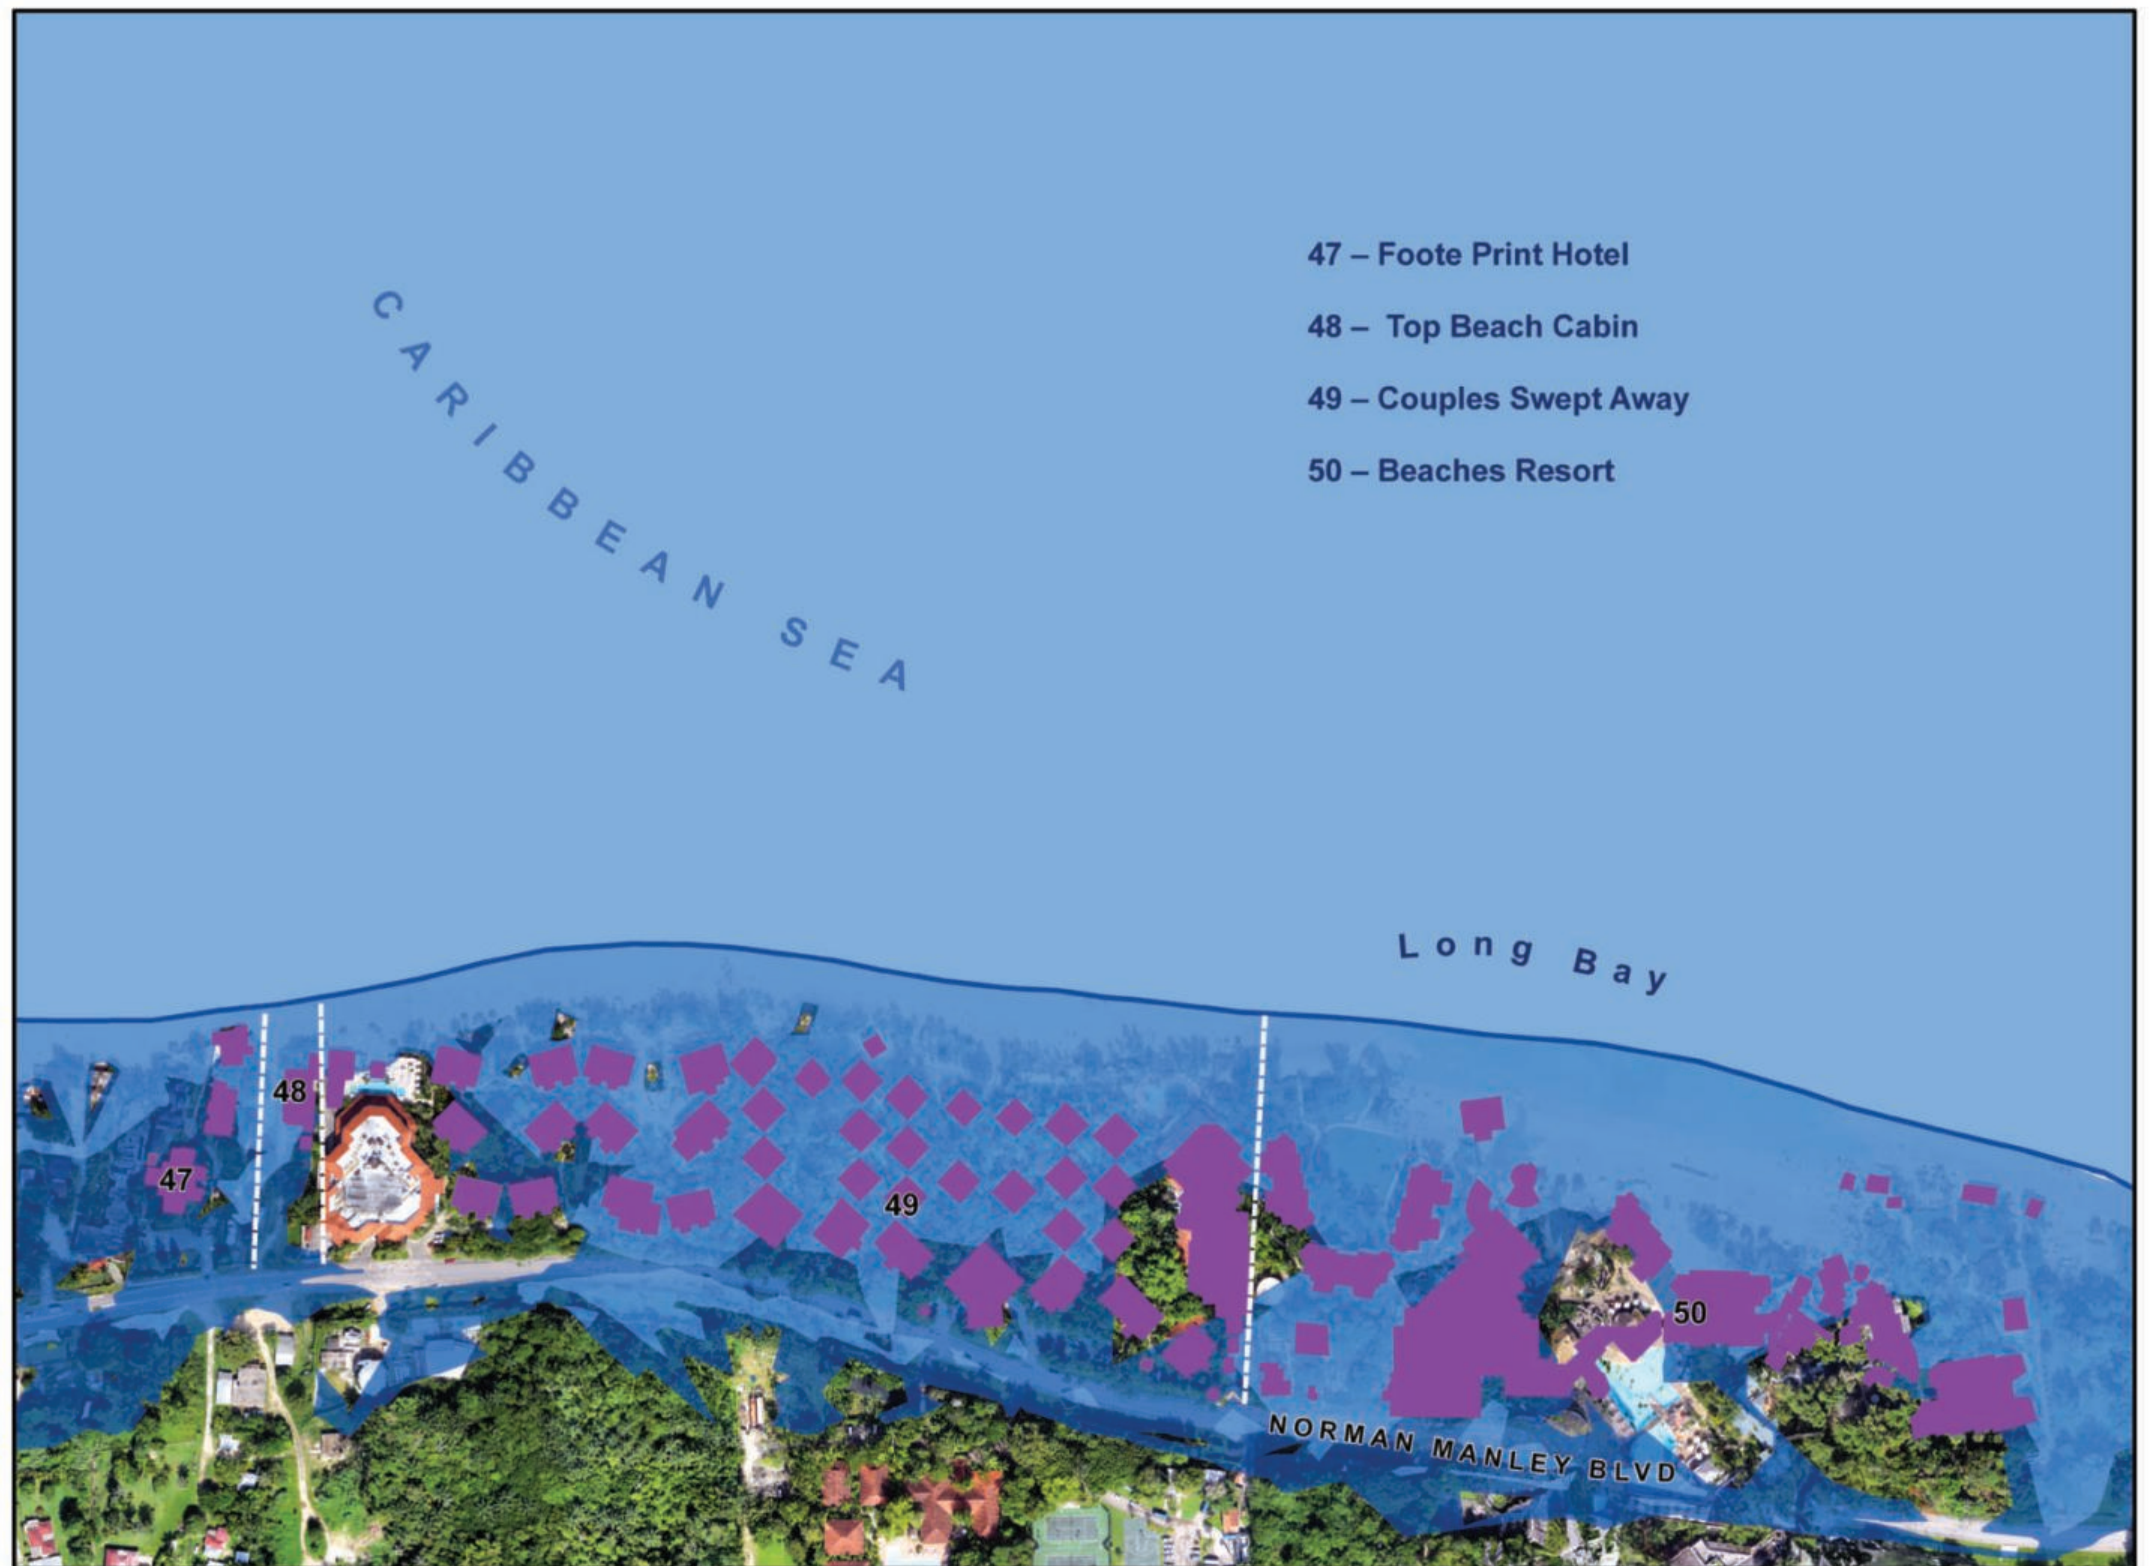 47 – Foote Print Hotel
48 – Top Beach Cabin
49 – Couples Swept Away
50 – Beaches Resort
CARIBBEAN SEA
Long Bay
48
47
49
50
NORMAN MANLEY BLVD